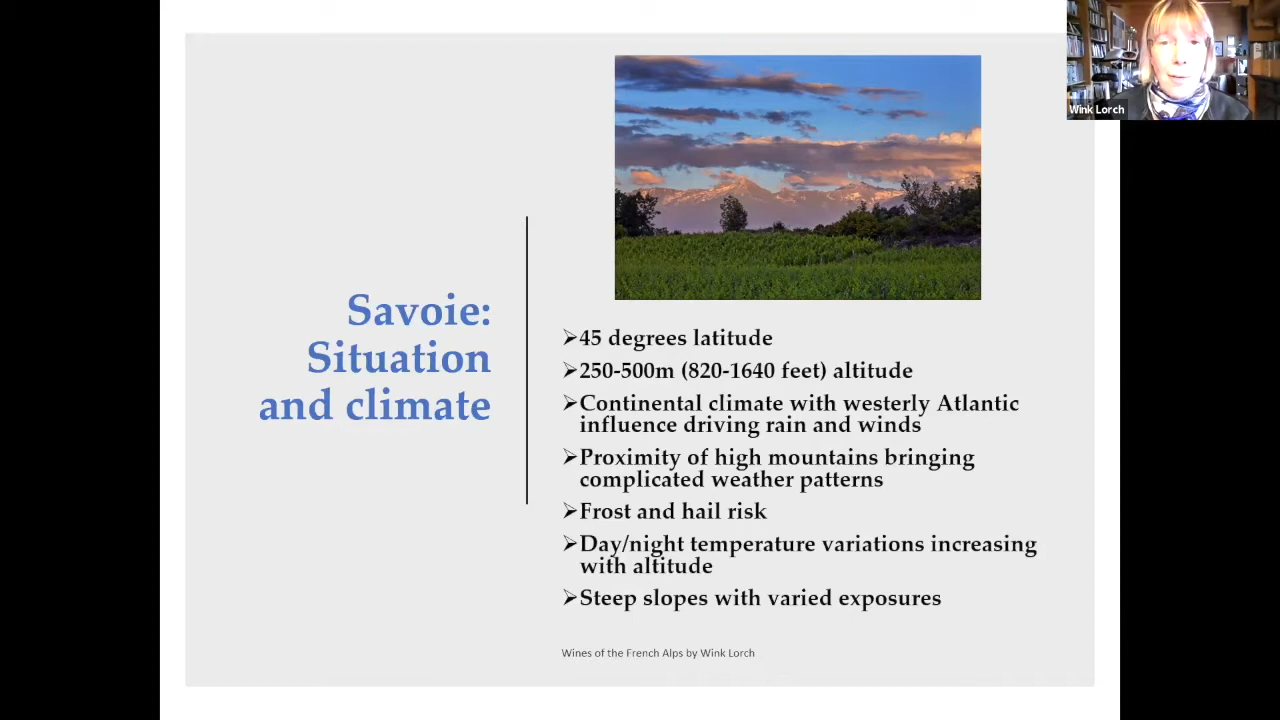 Wink Lorch
Savoie:
Situation
and climate
➢45 degrees latitude
➢250-500m (820-1640 feet) altitude
➢Continental climate with westerly Atlantic
influence driving rain and winds
➢Proximity of high mountains bringing
complicated weather patterns
➢Frost and hail risk
➢Day/night temperature variations increasing
with altitude
➢Steep slopes with varied exposures
Wines of the French Alps by Wink Lorch